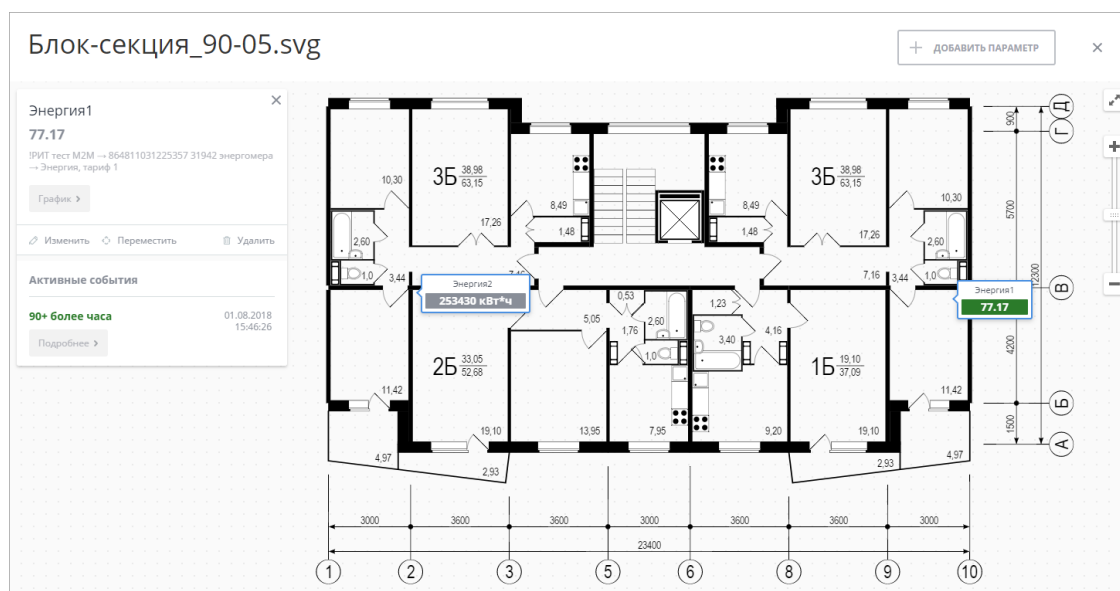 Блок-секция_90-05.svg
ДОБАВИТЬ ПАРАМЕТР
Энергия1
77.17
!РИТ тест M2M → 864811031225357 31942 энергомера
→ Энергия, тариф 1
График
Изменить
Переместить
Удалить
Активные события
90+ более часа
01.08.2018
15:46:26
Подробнее
10,30
3Б 38,98
63,15
17,26
8,49
1,48
2,60
1,0
3,44
8,49
1,48
3Б 38,98
63,15
17,26
10,30
2,60
7,16
3,44
1,0
Энергия2
253430 кВт*ч
Энергия1
77.17
0,53
5,05
1,76
2,60
1,0
1,23
3,40
4,16
2Б 33,05
52,68
1Б 19,10
37,09
11,42
19,10
13,95
7,95
9,20
19,10
11,42
4,97
2,93
2,93
4,97
900
5700
4200
1500
Д
Г
В
Б
А
3000
3600
3600
3000
3600
3600
3000
23400
1
2
3
5
6
8
9
10